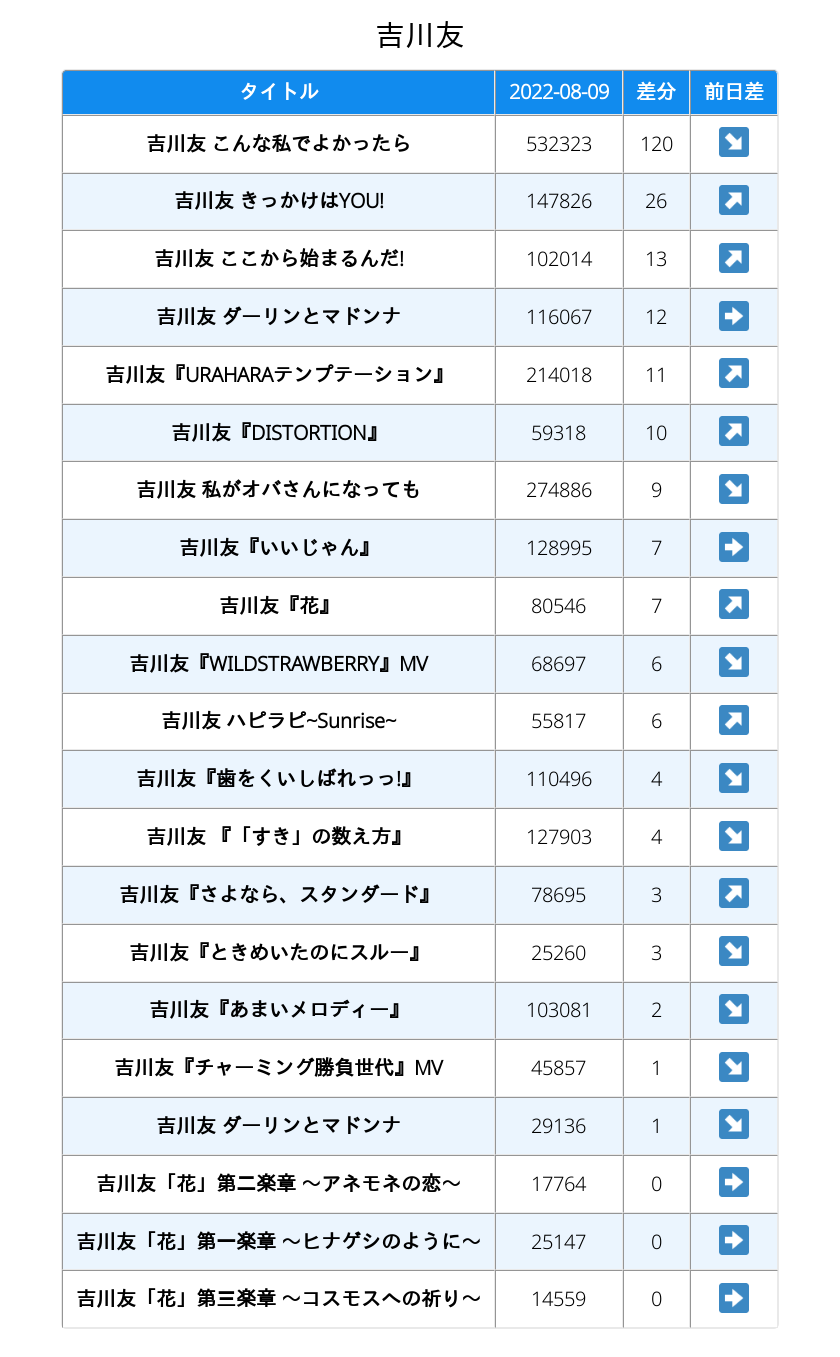 吉川友
タイトル 2022-08-09 差分 前日差
吉川友 こんな私でよかったら 532323 120 ↘
吉川友 きっかけはYOU! 147826 26 ↗
吉川友 ここから始まるんだ! 102014 13 ↗
吉川友 ダーリンとマドンナ 116067 12 ➡
吉川友『URAHARAテンプテーション』 214018 11 ↗
吉川友『DISTORTION』 59318 10 ↗
吉川友 私がオバさんになっても 274886 9 ↘
吉川友『いいじゃん』 128995 7 ➡
吉川友『花』 80546 7 ↗
吉川友『WILDSTRAWBERRY』MV 68697 6 ↘
吉川友 ハピラピ~Sunrise~ 55817 6 ↗
吉川友『歯をくいしばれっっ!』 110496 4 ↘
吉川友 『「すき」の数え方』 127903 4 ↘
吉川友『さよなら、スタンダード』 78695 3 ↗
吉川友『ときめいたのにスルー』 25260 3 ↘
吉川友『あまいメロディー』 103081 2 ↘
吉川友『チャーミング勝負世代』MV 45857 1 ↘
吉川友 ダーリンとマドンナ 29136 1 ↘
吉川友「花」第二楽章 〜アネモネの恋〜 17764 0 ➡
吉川友「花」第一楽章 〜ヒナゲシのように〜 25147 0 ➡
吉川友「花」第三楽章 〜コスモスへの祈り〜 14559 0 ➡